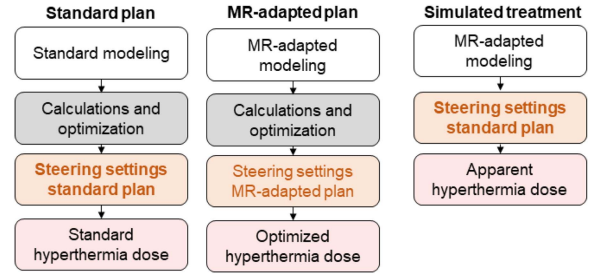 Standard plan
Standard modeling
Calculations and
optimization
Steering settings
standard plan
Standard
hyperthermia dose
MR-adapted plan
MR-adapted
modeling
Calculations and
optimization
Steering settings
MR-adapted plan
Optimized
hyperthermia dose
Simulated treatment
MR-adapted
modeling
Steering settings
standard plan
Apparent
hyperthermia dose